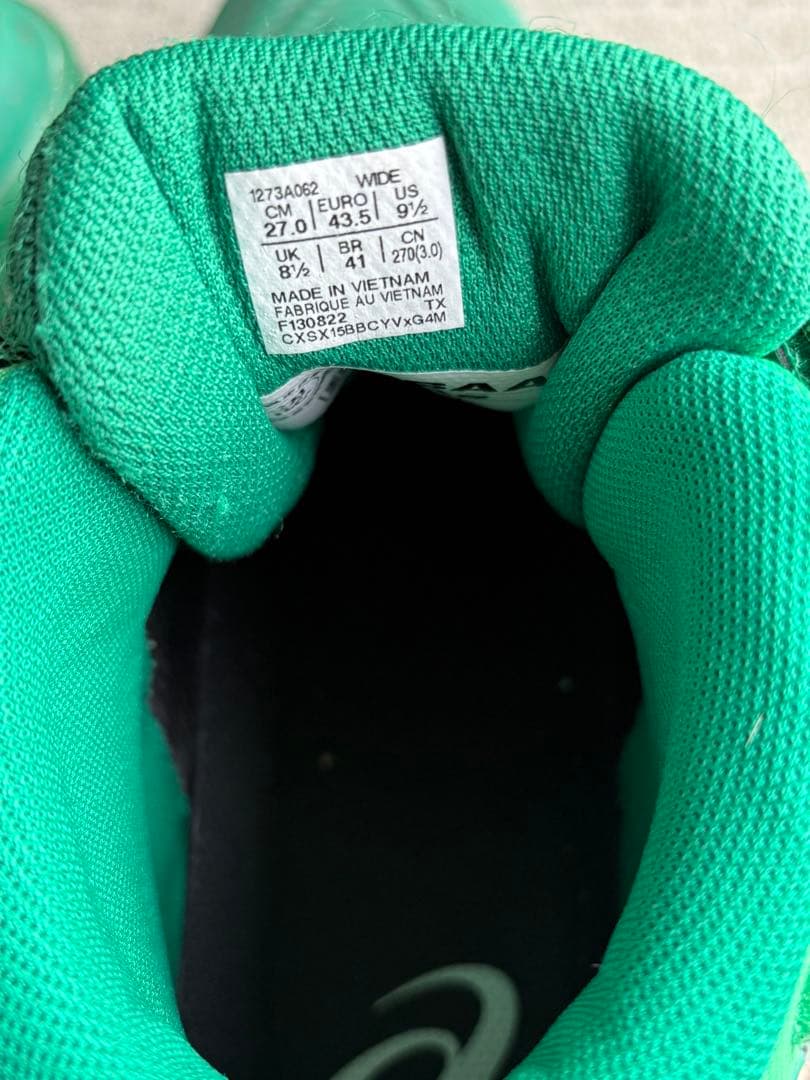 1273A062 WIDE
CM EURO US
27.0 43.5 9½
UK BR CN
8½ 41 270(3.0)
MADE IN VIETNAM
FABRIQUE AU VIETNAM
F130822 TX
CXSX15BBCYVxG4M